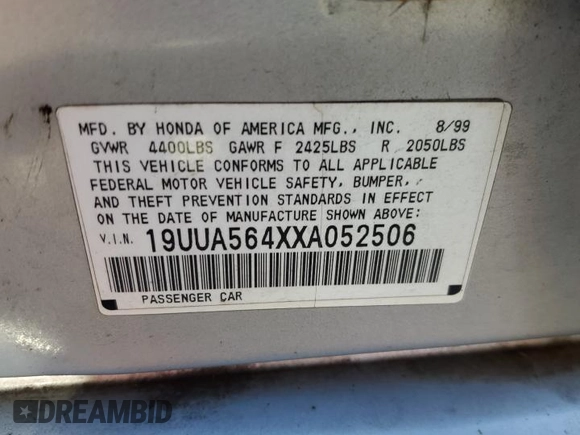 MFD. BY HONDA OF AMERICA MFG., INC. 8/99
GVWR 4400LBS GAWR F 2425LBS R 2050LBS
THIS VEHICLE CONFORMS TO ALL APPLICABLE
FEDERAL MOTOR VEHICLE SAFETY, BUMPER,
AND THEFT PREVENTION STANDARDS IN EFFECT
ON THE DATE OF MANUFACTURE SHOWN ABOVE:
V.I.N. 19UUA564XXA052506
PASSENGER CAR
DREAMBID